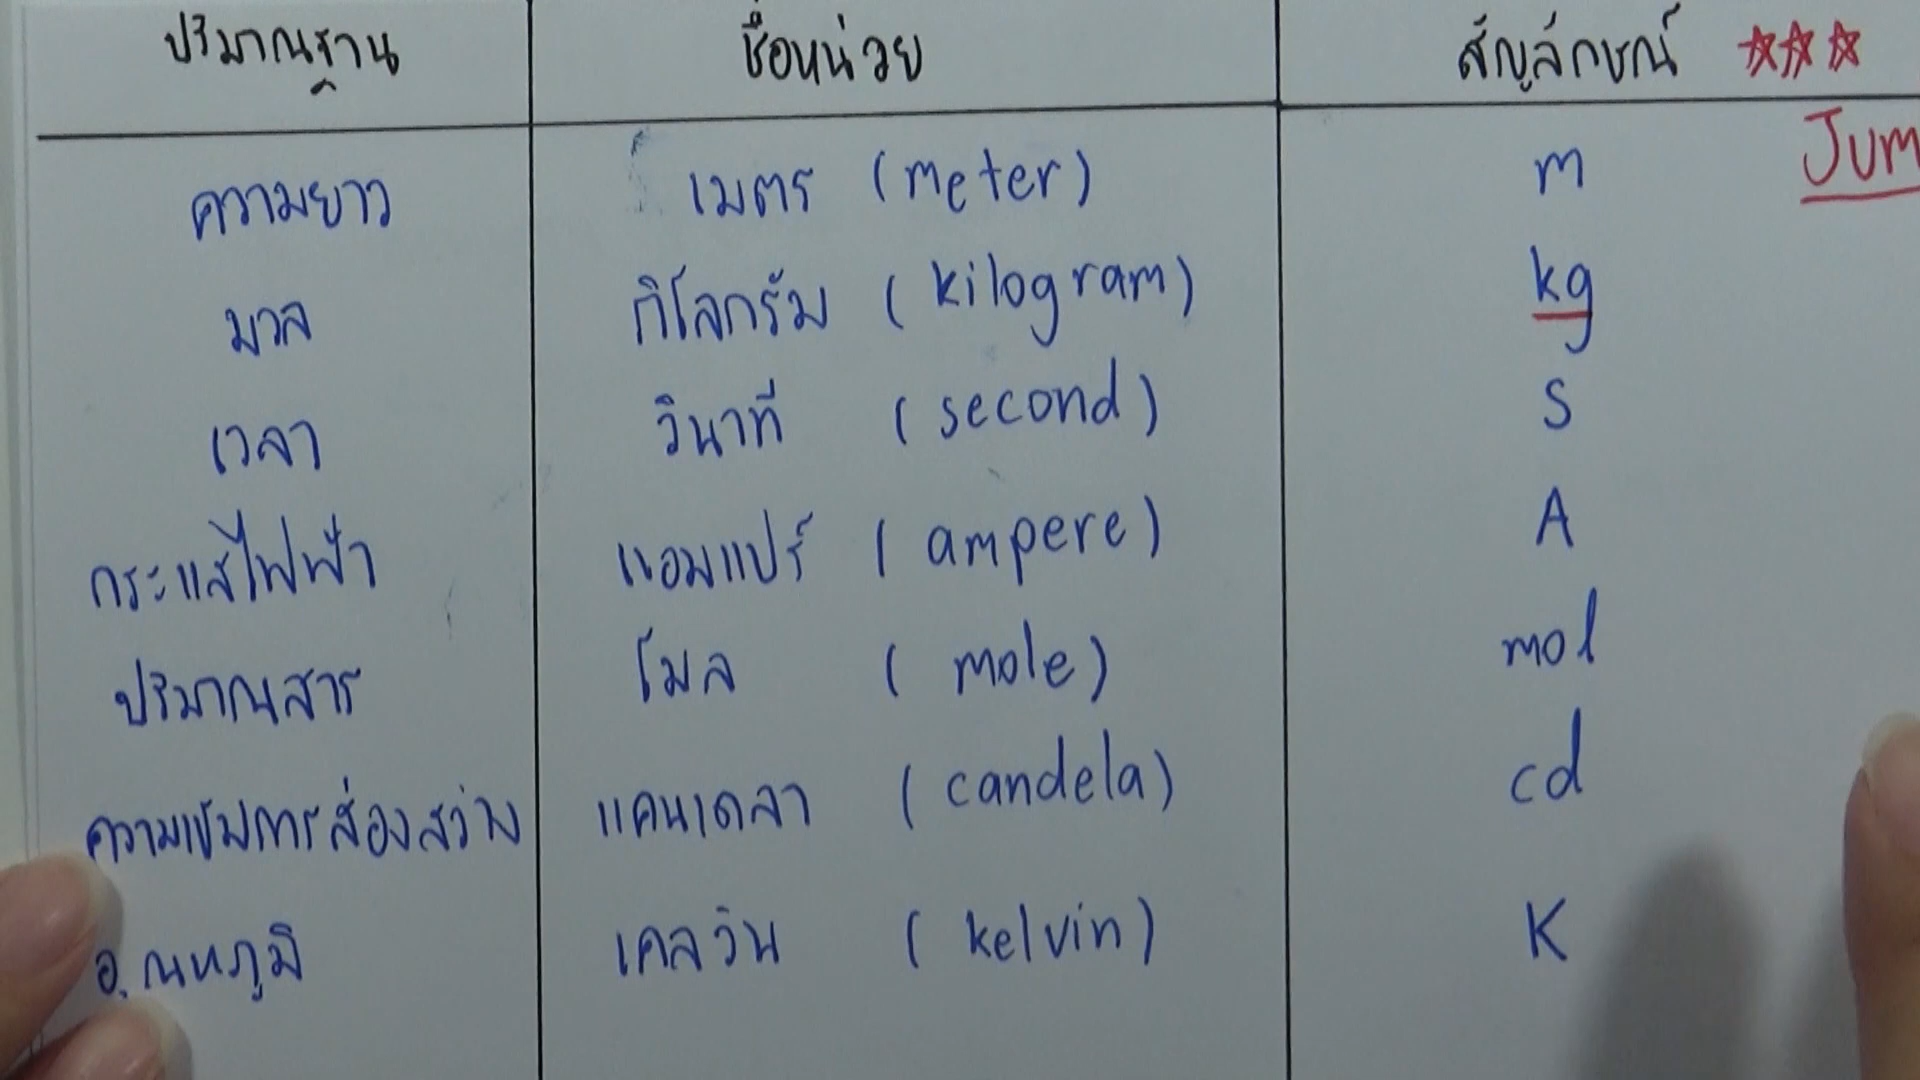 ปริมาณฐาน ชื่อหน่วย สัญลักษณ์
Jum
ความยาว เมตร (meter) m
มวล กิโลกรัม (kilogram) kg
เวลา วินาที (second) s
กระแสไฟฟ้า แอมแปร์ (ampere) A
ปริมาณสาร โมล (mole) mol
ความเข้มการส่องสว่าง แคนเดลา (candela) cd
อุณหภูมิ เคลวิน (kelvin) K